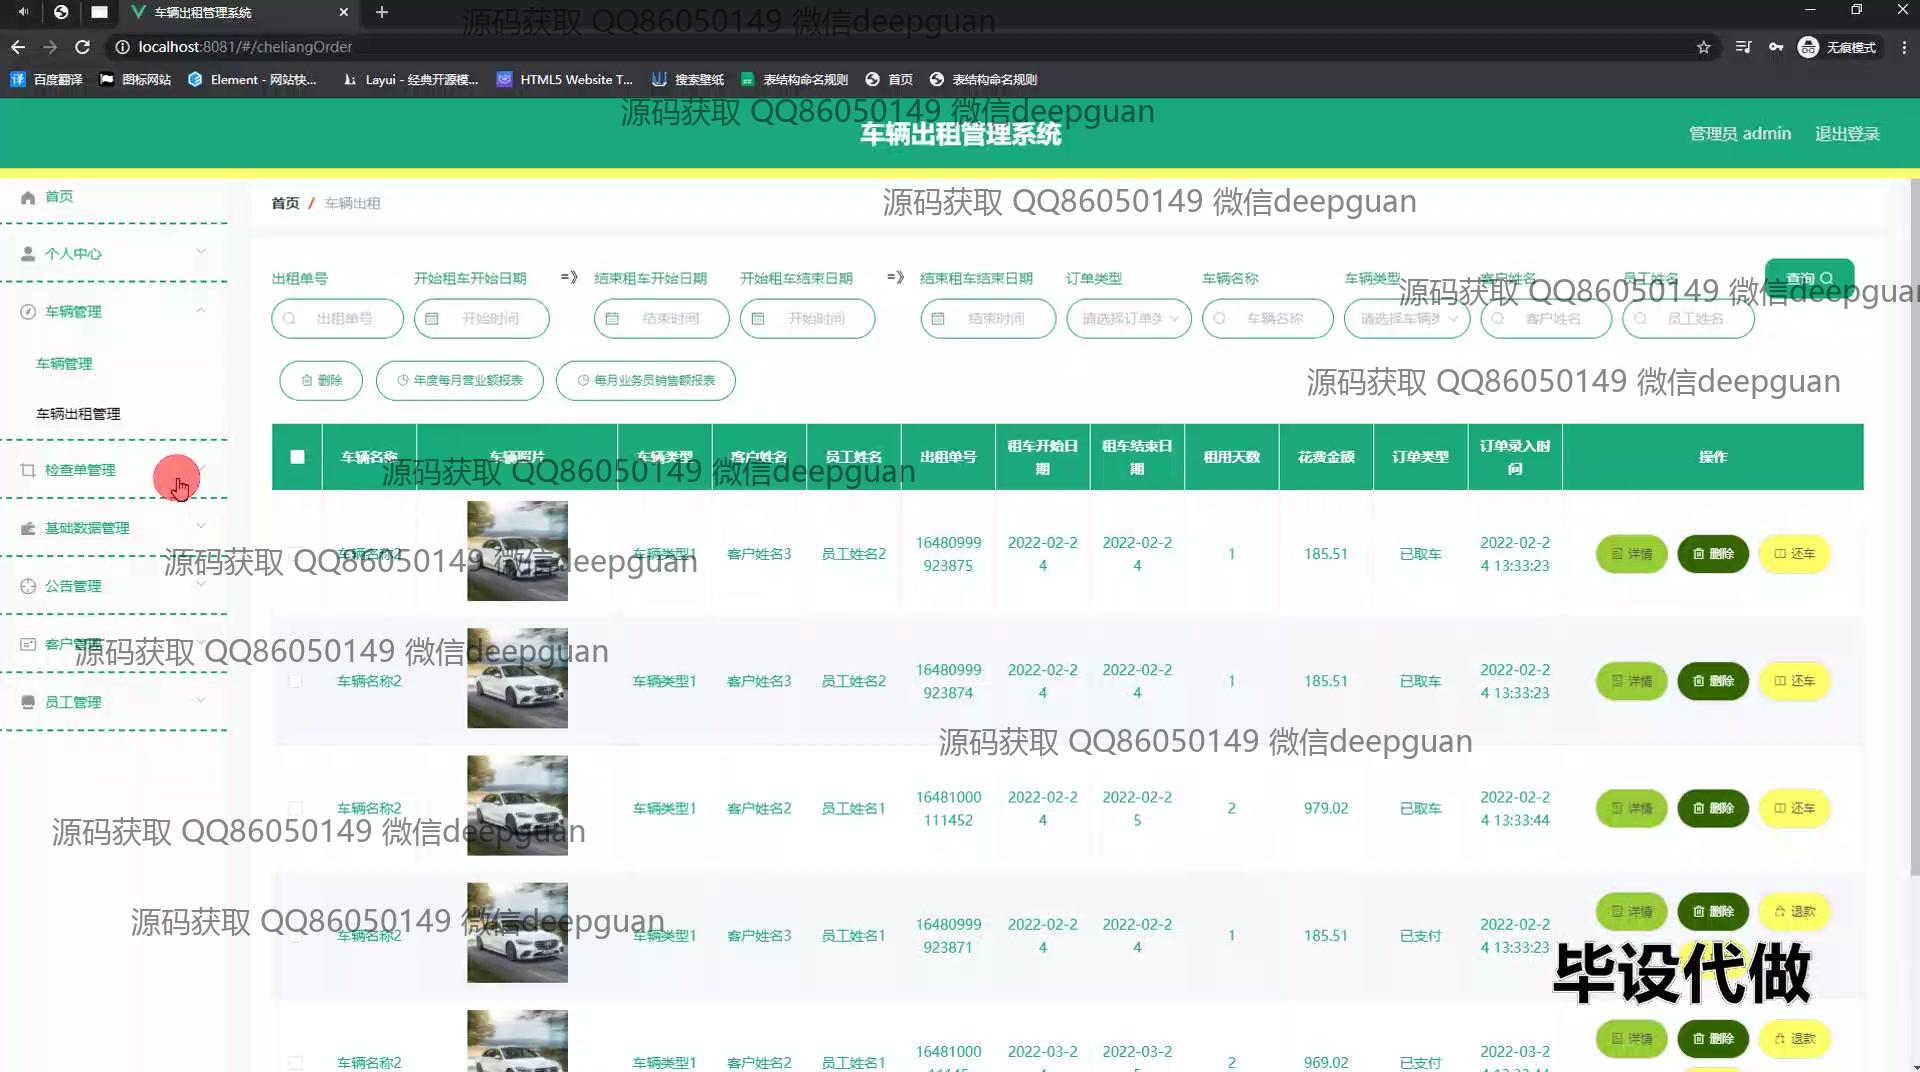 车辆出租管理系统
localhost:8081/#/cheliangOrder
无痕模式
百度翻译 图标网站 Element - 网站快... Layui - 经典开源模... HTML5 Website T... 搜索壁纸 表结构命名规则 首页 表结构命名规则
源码获取 QQ86050149 微信deepguan
源码获取 QQ86050149 微信deepguan
车辆出租管理系统
管理员 admin 退出登录
首页 / 车辆出租
源码获取 QQ86050149 微信deepguan
首页
个人中心
车辆管理
车辆管理
车辆出租管理
检查单管理
基础数据管理
公告管理
客户管理
员工管理
出租单号 开始租车开始日期 =》 结束租车开始日期 开始租车结束日期 =》 结束租车结束日期 订单类型 车辆名称 车辆类型 客户姓名 员工姓名 查询
出租单号 开始时间 结束时间 开始时间 结束时间 请选择订单类 车辆名称 请选择车辆类 客户姓名 员工姓名
源码获取 QQ86050149 微信deepguan
删除 年度每月营业额报表 每月业务员销售额报表
源码获取 QQ86050149 微信deepguan
车辆名称 车辆照片 车辆类型 客户姓名 员工姓名 出租单号 租车开始日期 租车结束日期 租用天数 花费金额 订单类型 订单录入时间 操作
源码获取 QQ86050149 微信deepguan
车辆名称2 车辆类型1 客户姓名3 员工姓名2 16480999923875 2022-02-24 2022-02-24 1 185.51 已取车 2022-02-24 13:33:23 详情 删除 还车
源码获取 QQ86050149 微信deepguan
源码获取 QQ86050149 微信deepguan
车辆名称2 车辆类型1 客户姓名3 员工姓名2 16480999923874 2022-02-24 2022-02-24 1 185.51 已取车 2022-02-24 13:33:23 详情 删除 还车
源码获取 QQ86050149 微信deepguan
车辆名称2 车辆类型1 客户姓名2 员工姓名1 16481000111452 2022-02-24 2022-02-25 2 979.02 已取车 2022-02-24 13:33:44 详情 删除 还车
源码获取 QQ86050149 微信deepguan
车辆名称2 车辆类型1 客户姓名3 员工姓名1 16480999923871 2022-02-24 2022-02-24 1 185.51 已支付 2022-02-24 13:33:23 详情 删除 退款
源码获取 QQ86050149 微信deepguan
毕设代做
车辆名称2 车辆类型1 客户姓名2 员工姓名1 16481000 2022-03-2 2022-03-2 2 969.02 已支付 2022-03-2 详情 删除 退款